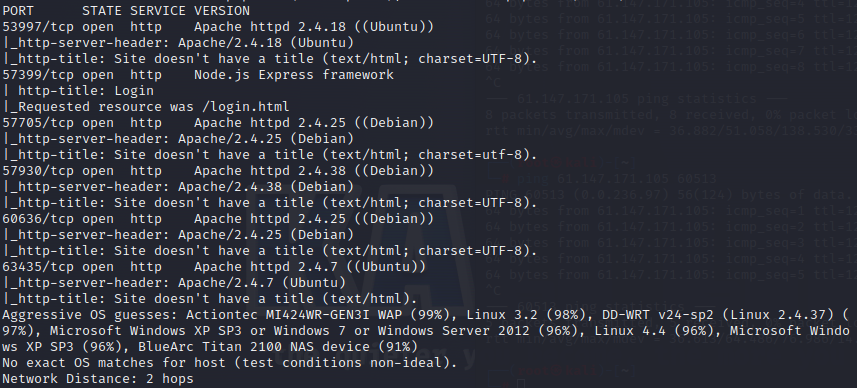 PORT      STATE SERVICE VERSION
53997/tcp open  http    Apache httpd 2.4.18 ((Ubuntu))
|_http-server-header: Apache/2.4.18 (Ubuntu)
|_http-title: Site doesn't have a title (text/html; charset=UTF-8).
57399/tcp open  http    Node.js Express framework
| http-title: Login
|_Requested resource was /login.html
57705/tcp open  http    Apache httpd 2.4.25 ((Debian))
|_http-server-header: Apache/2.4.25 (Debian)
|_http-title: Site doesn't have a title (text/html; charset=utf-8).
57930/tcp open  http    Apache httpd 2.4.38 ((Debian))
|_http-server-header: Apache/2.4.38 (Debian)
|_http-title: Site doesn't have a title (text/html; charset=UTF-8).
60636/tcp open  http    Apache httpd 2.4.25 ((Debian))
|_http-server-header: Apache/2.4.25 (Debian)
|_http-title: Site doesn't have a title (text/html; charset=UTF-8).
63435/tcp open  http    Apache httpd 2.4.7 ((Ubuntu))
|_http-server-header: Apache/2.4.7 (Ubuntu)
|_http-title: Site doesn't have a title (text/html).
Aggressive OS guesses: Actiontec MI424WR-GEN3I WAP (99%), Linux 3.2 (98%), DD-WRT v24-sp2 (Linux 2.4.37) (
97%), Microsoft Windows XP SP3 or Windows 7 or Windows Server 2012 (96%), Linux 4.4 (96%), Microsoft Windo
ws XP SP3 (96%), BlueArc Titan 2100 NAS device (91%)
No exact OS matches for host (test conditions non-ideal).
Network Distance: 2 hops